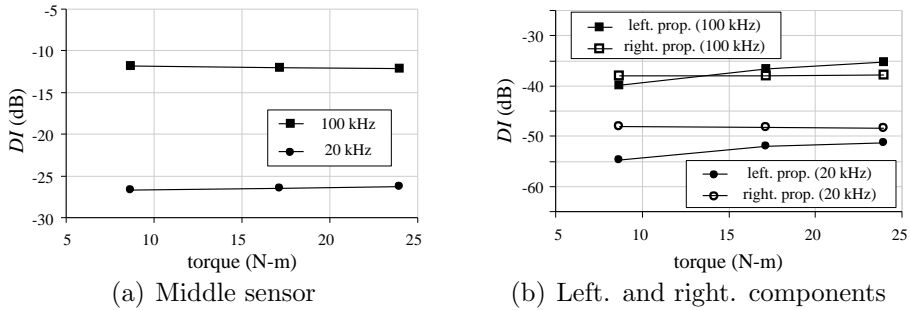 -5
-10
-15
-20
-25
-30
DI (dB)
100 kHz
20 kHz
5 10 15 20 25
torque (N-m)
(a) Middle sensor
-25
-30
-40
-50
-60
DI (dB)
left. prop. (100 kHz)
right. prop. (100 kHz)
left. prop. (20 kHz)
right. prop. (20 kHz)
5 10 15 20 25
torque (N-m)
(b) Left. and right. components